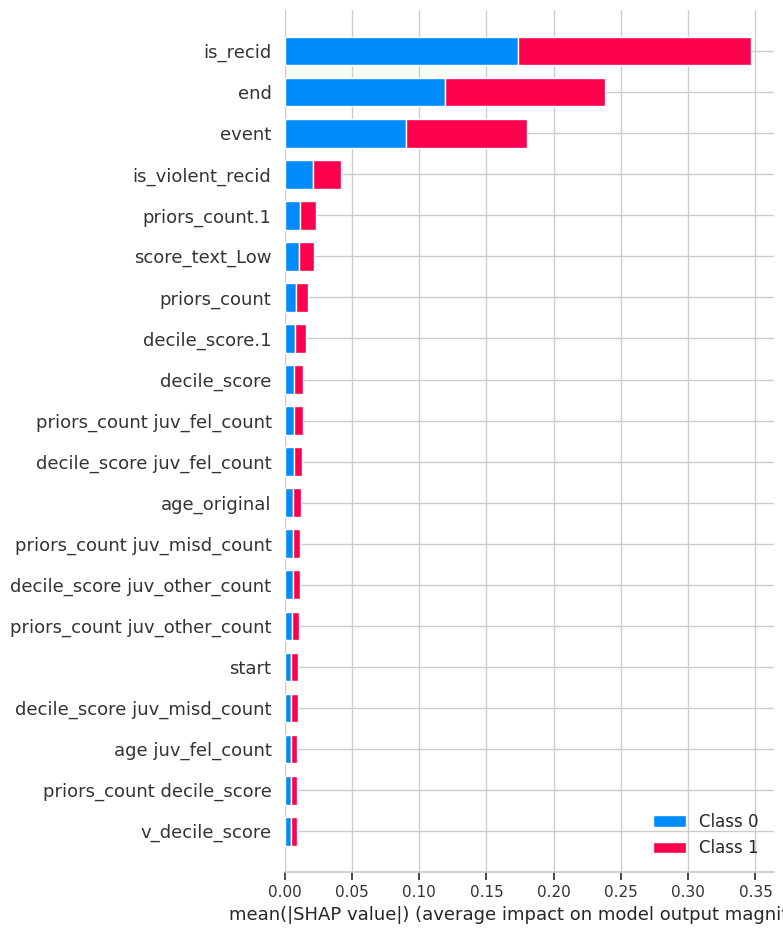 is_recid
end
event
is_violent_recid
priors_count.1
score_text_Low
priors_count
decile_score.1
decile_score
priors_count juv_fel_count
decile_score juv_fel_count
age_original
priors_count juv_misd_count
decile_score juv_other_count
priors_count juv_other_count
start
decile_score juv_misd_count
age juv_fel_count
priors_count decile_score
v_decile_score
Class 0
Class 1
0.00 0.05 0.10 0.15 0.20 0.25 0.30 0.35
mean(|SHAP value|) (average impact on model output magnit